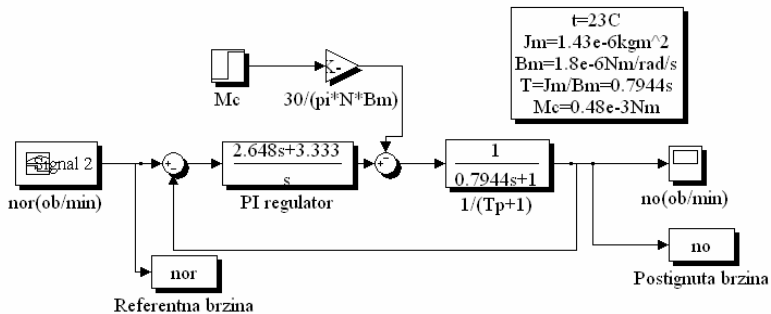 t=23C
Jm=1.43e-6kgm^2
Bm=1.8e-6Nm/rad/s
T=Jm/Bm=0.7944s
Mc=0.48e-3Nm
K-
Mc
30/(pi*N*Bm)
Signal 2
nor(ob/min)
2.648s+3.333
s
PI regulator
1
0.7944s+1
1/(Tp+1)
no(ob/min)
nor
Referentna brzina
no
Postignuta brzina